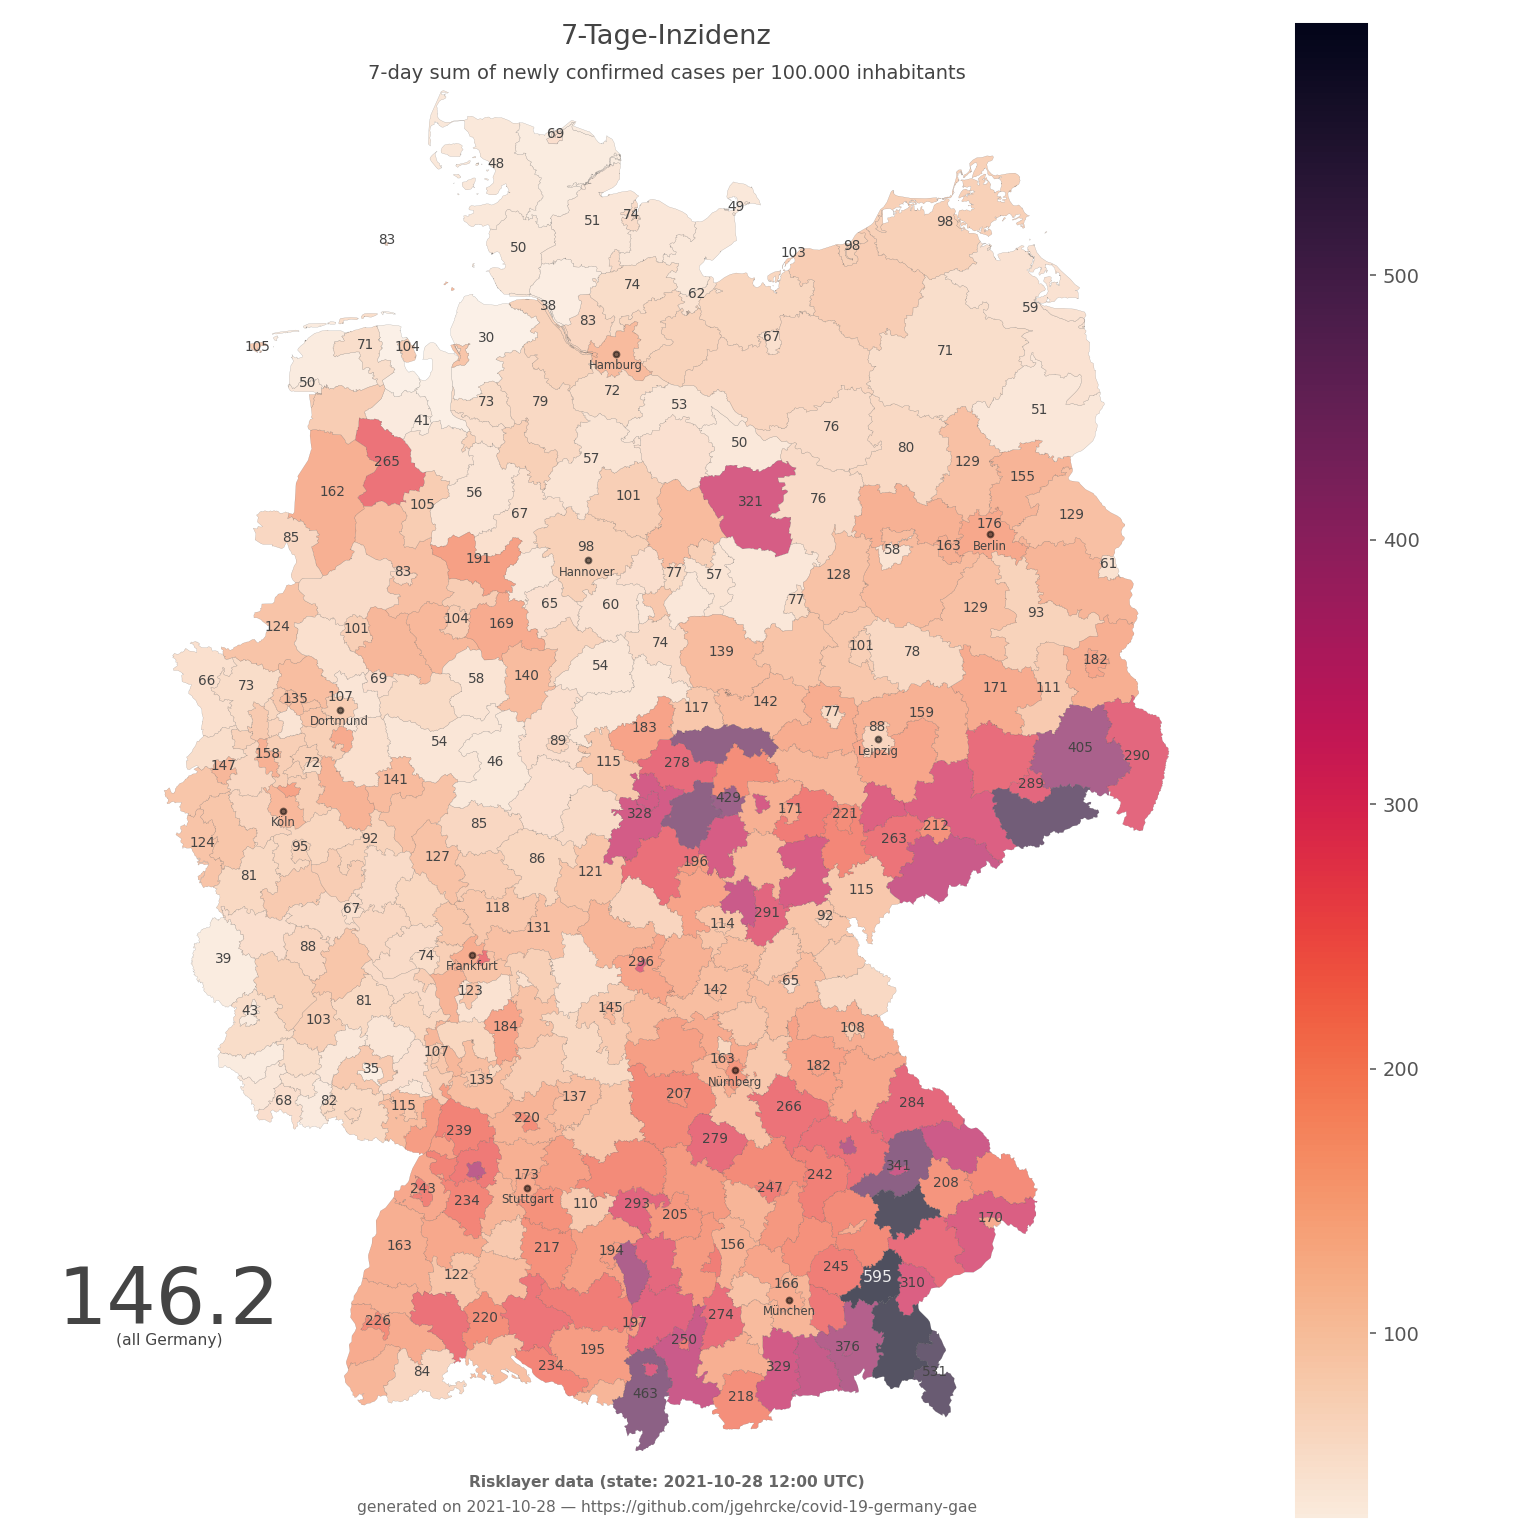 7-Tage-Inzidenz
7-day sum of newly confirmed cases per 100.000 inhabitants
69
48
51 74 49
83 50 103 98 98
74 62 59
38 83 67
30 71
105 71 104 Hamburg
50 72 53 51
41 73 79 76
50 80
265 57 129
162 56 101 321 76 155
105 67 129
85 98 176
Hannover 58 163 Berlin
191 61
83 77 57 128
65 60 77 129 93
124 101 104 169
74 139 101 78 182
66 73 69 58 140 54 171 111
135 107 117 142 77 159
Dortmund 183 88
54 89 Leipzig 405 290
158 72 46 115 278
147 141 289
Köln 328 429 171 221
124 95 92 85 212
127 86 196 263
81 121 115
67 118 291
131 114 92
88 74
39 Frankfurt 296
123 65
81 142
43 103 184 145
107 163 108
35 135 Nürnberg 182
68 82 115 137 207 266 284
239 220
279
173 341
243 Stuttgart 247 242 208
234 110 293 205 170
163 217 194 156
122 166 245 595 310
München
226 220 197 274
195 250 376
84 234 329 531
463 218
146.2
(all Germany)
500
400
300
200
100
Risklayer data (state: 2021-10-28 12:00 UTC)
generated on 2021-10-28 — https://github.com/jgehrcke/covid-19-germany-gae